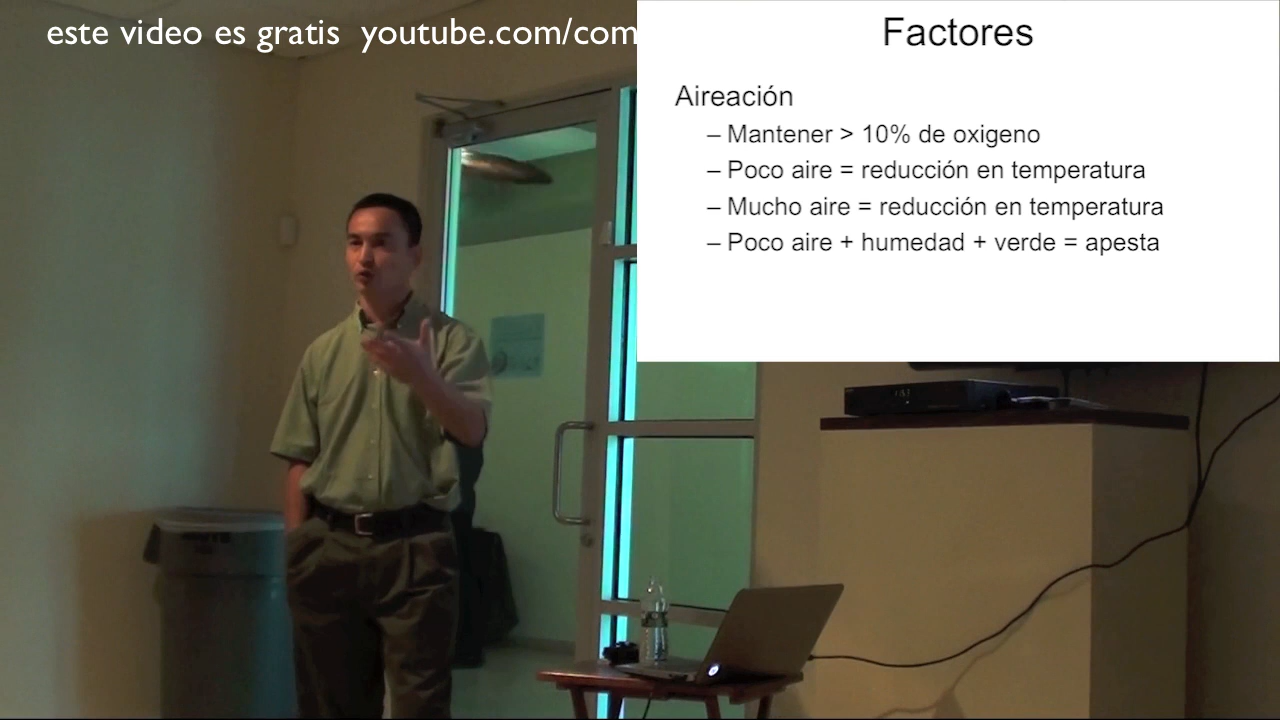 este video es gratis youtube.com/com
Factores
Aireación
– Mantener > 10% de oxigeno
– Poco aire = reducción en temperatura
– Mucho aire = reducción en temperatura
– Poco aire + humedad + verde = apesta